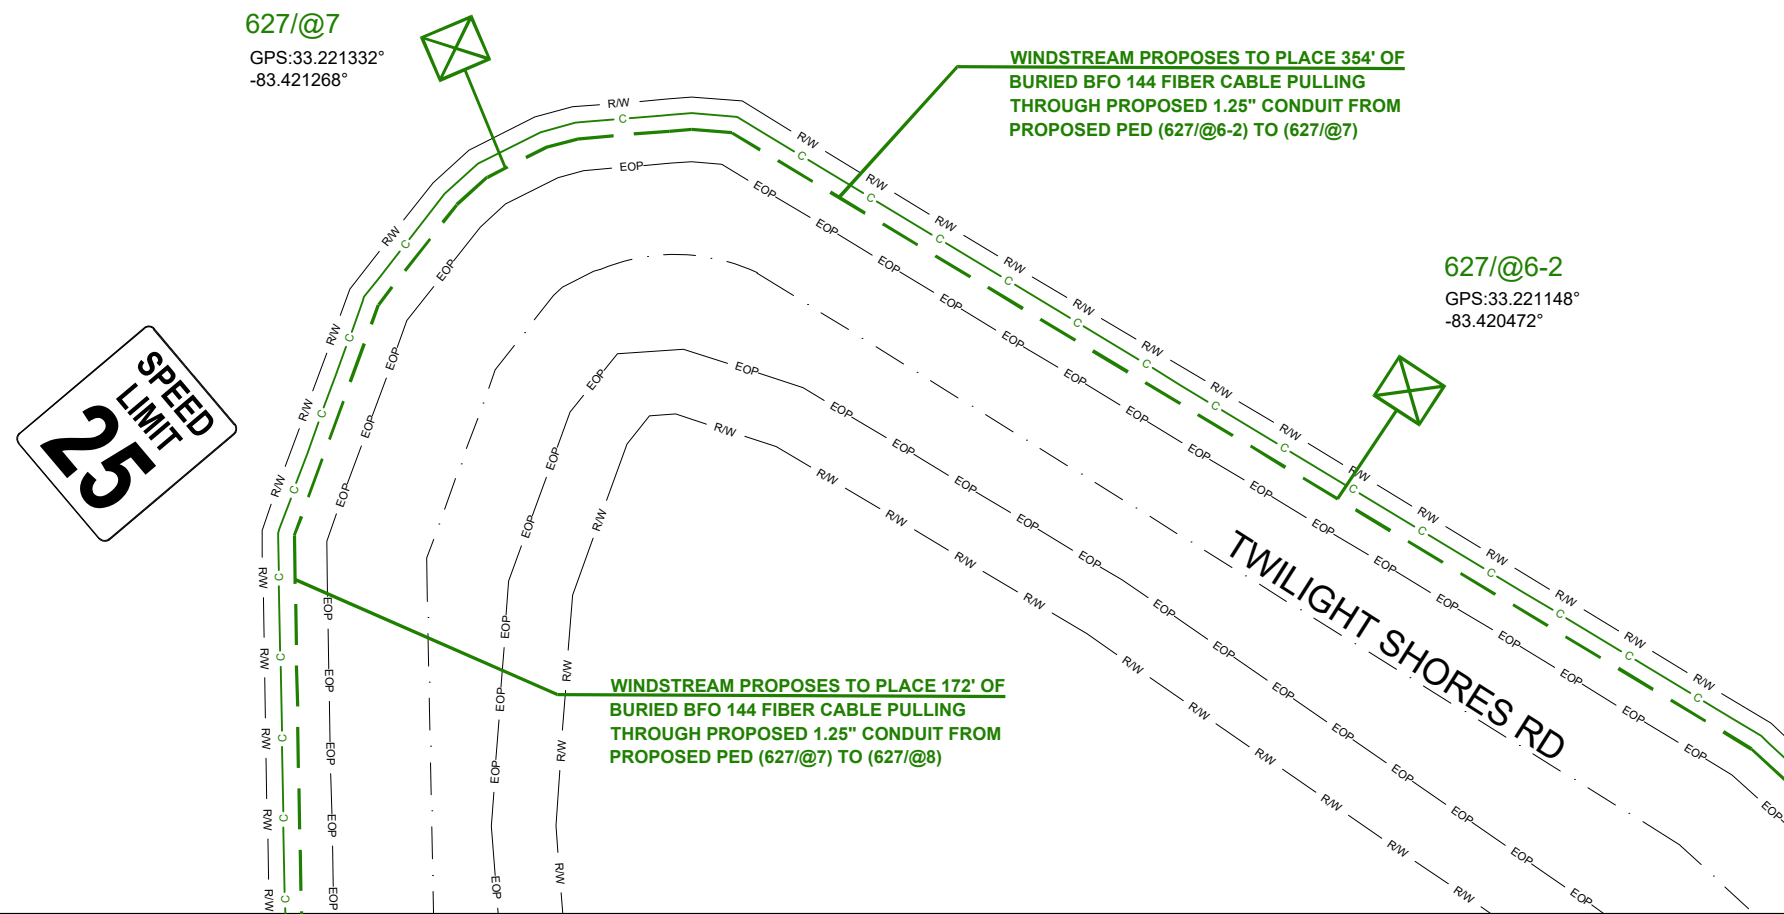 627/@7
GPS:33.221332°
-83.421268°
WINDSTREAM PROPOSES TO PLACE 354' OF
BURIED BFO 144 FIBER CABLE PULLING
THROUGH PROPOSED 1.25" CONDUIT FROM
PROPOSED PED (627/@6-2) TO (627/@7)
627/@6-2
GPS:33.221148°
-83.420472°
SPEED
LIMIT
25
TWILIGHT SHORES RD
WINDSTREAM PROPOSES TO PLACE 172' OF
BURIED BFO 144 FIBER CABLE PULLING
THROUGH PROPOSED 1.25" CONDUIT FROM
PROPOSED PED (627/@7) TO (627/@8)
R/W
C
EOP
EOP
R/W